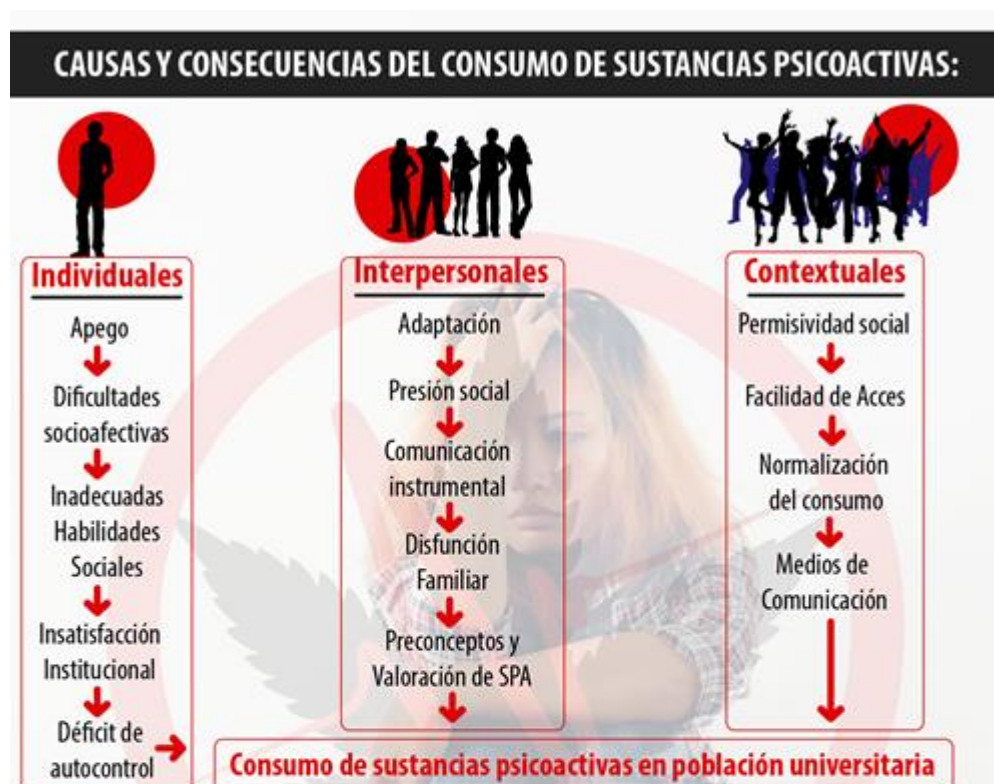 CAUSAS Y CONSECUENCIAS DEL CONSUMO DE SUSTANCIAS PSICOACTIVAS:
Individuales
Apego
Dificultades
socioafectivas
Inadecuadas
Habilidades
Sociales
Insatisfacción
Institucional
Déficit de
autocontrol
Interpersonales
Adaptación
Presión social
Comunicación
instrumental
Disfunción
Familiar
Preconceptos y
Valoración de SPA
Contextuales
Permisividad social
Facilidad de Acces
Normalización
del consumo
Medios de
Comunicación
Consumo de sustancias psicoactivas en población universitaria